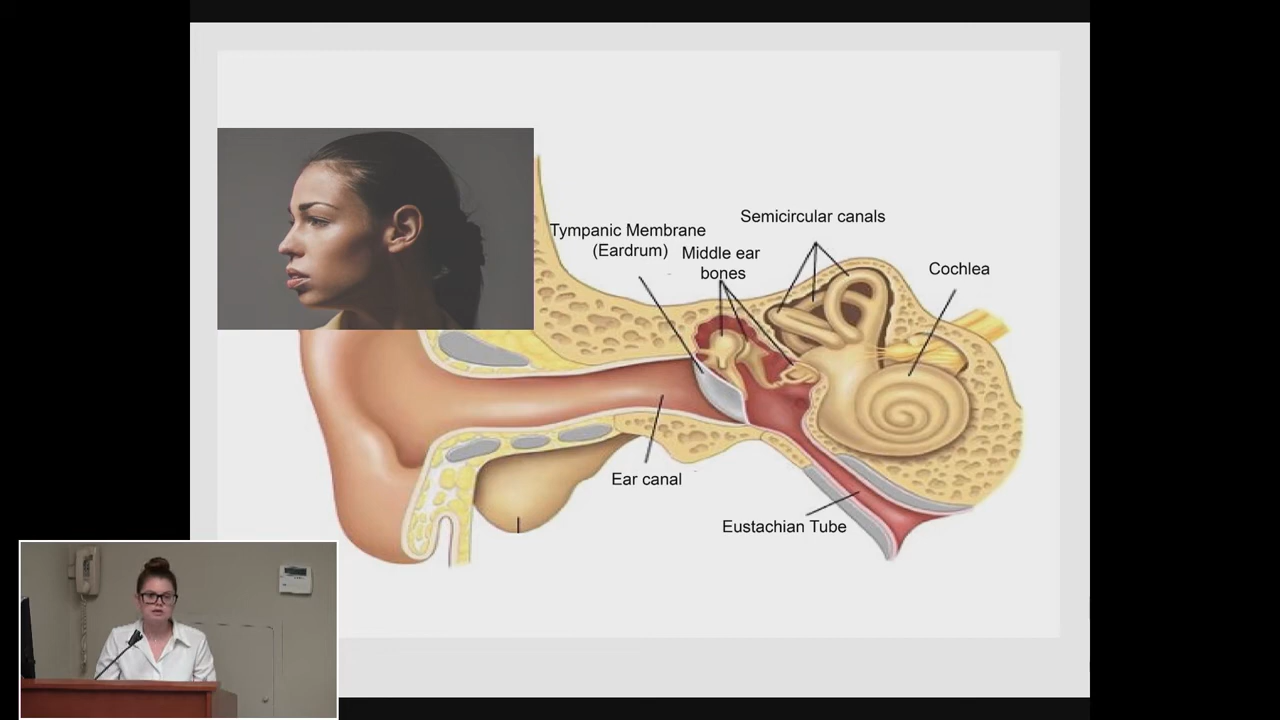 Semicircular canals
Tympanic Membrane
(Eardrum)
Middle ear
bones
Cochlea
Ear canal
Eustachian Tube